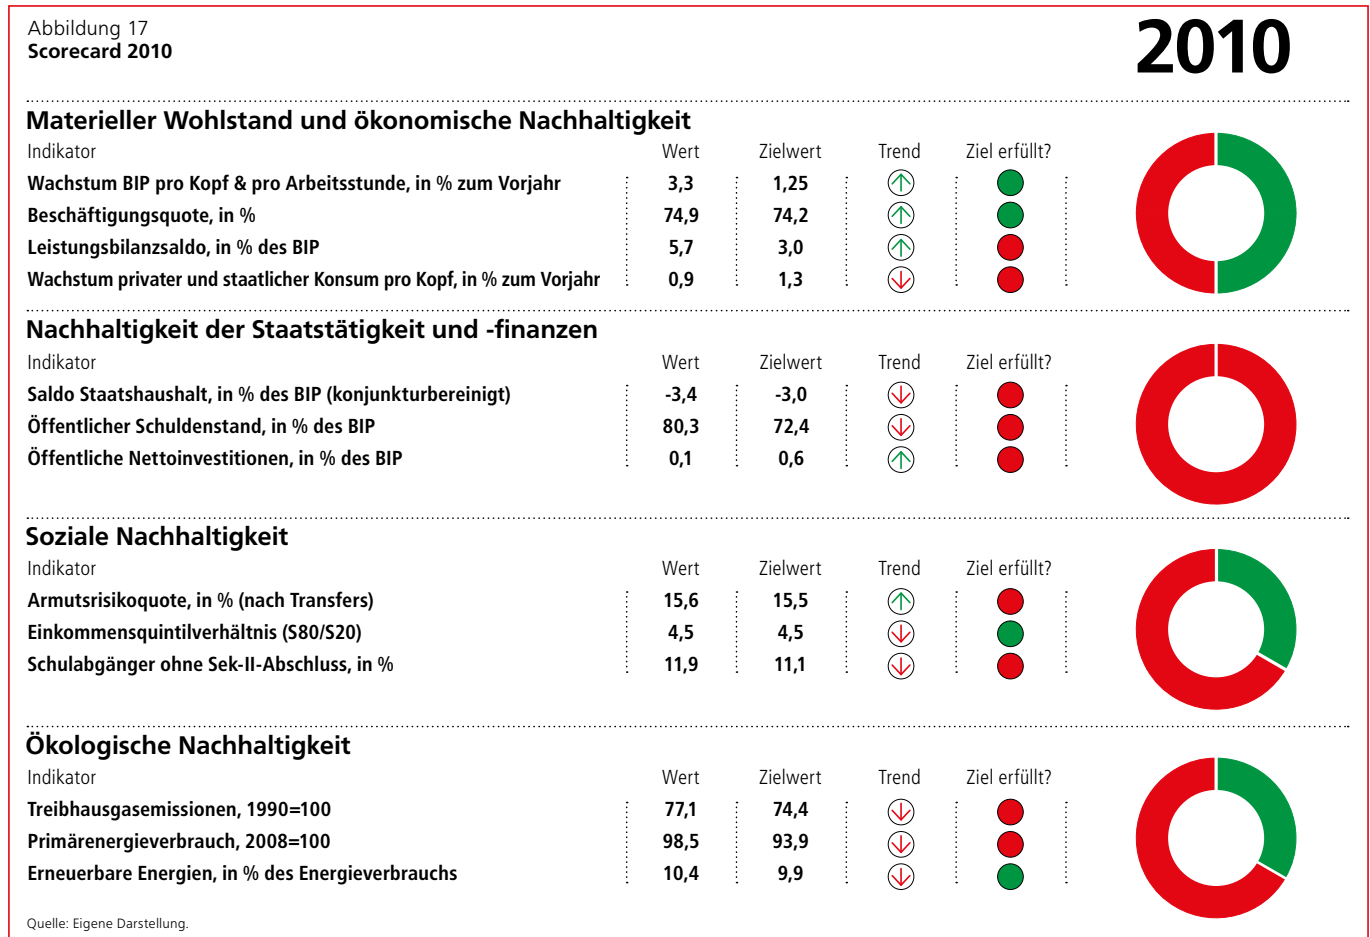 Abbildung 17
Scorecard 2010
2010
Materieller Wohlstand und ökonomische Nachhaltigkeit
Indikator Wert Zielwert Trend Ziel erfüllt?
Wachstum BIP pro Kopf & pro Arbeitsstunde, in % zum Vorjahr 3,3 1,25
Beschäftigungsquote, in % 74,9 74,2
Leistungsbilanzsaldo, in % des BIP 5,7 3,0
Wachstum privater und staatlicher Konsum pro Kopf, in % zum Vorjahr 0,9 1,3
Nachhaltigkeit der Staatstätigkeit und -finanzen
Indikator Wert Zielwert Trend Ziel erfüllt?
Saldo Staatshaushalt, in % des BIP (konjunkturbereinigt) -3,4 -3,0
Öffentlicher Schuldenstand, in % des BIP 80,3 72,4
Öffentliche Nettoinvestitionen, in % des BIP 0,1 0,6
Soziale Nachhaltigkeit
Indikator Wert Zielwert Trend Ziel erfüllt?
Armutsrisikoquote, in % (nach Transfers) 15,6 15,5
Einkommensquintilverhältnis (S80/S20) 4,5 4,5
Schulabgänger ohne Sek-II-Abschluss, in % 11,9 11,1
Ökologische Nachhaltigkeit
Indikator Wert Zielwert Trend Ziel erfüllt?
Treibhausgasemissionen, 1990=100 77,1 74,4
Primärenergieverbrauch, 2008=100 98,5 93,9
Erneuerbare Energien, in % des Energieverbrauchs 10,4 9,9
Quelle: Eigene Darstellung.